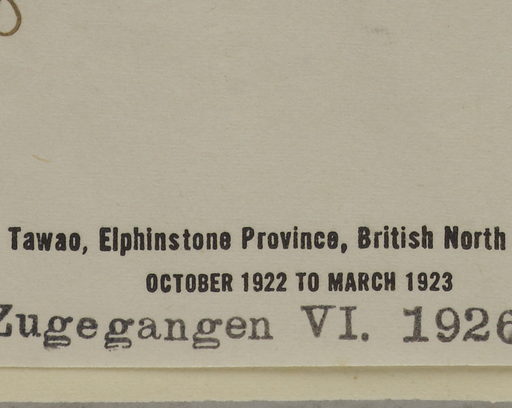 Tawao, Elphinstone Province, British North
OCTOBER 1922 TO MARCH 1923
Zugegangen VI. 1926